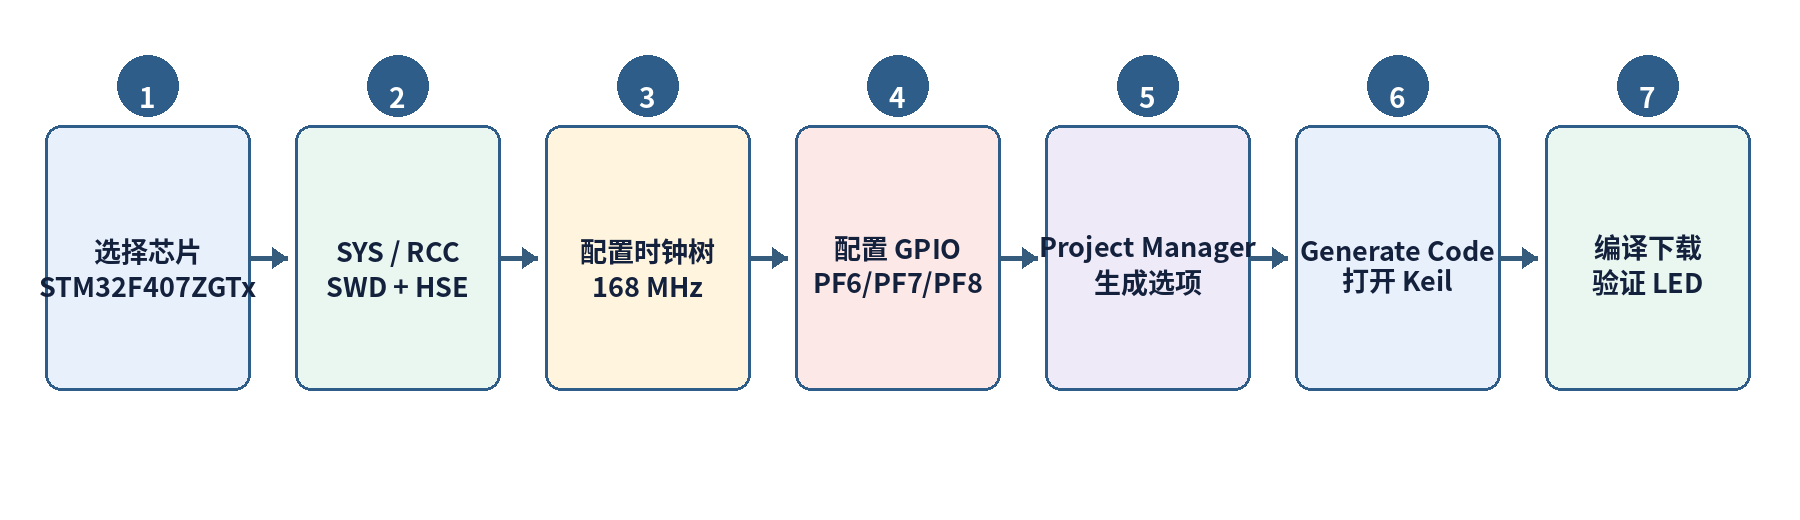 1
选择芯片
STM32F407ZGTx
2
SYS / RCC
SWD + HSE
3
配置时钟树
168 MHz
4
配置 GPIO
PF6/PF7/PF8
5
Project Manager
生成选项
6
Generate Code
打开 Keil
7
编译下载
验证 LED